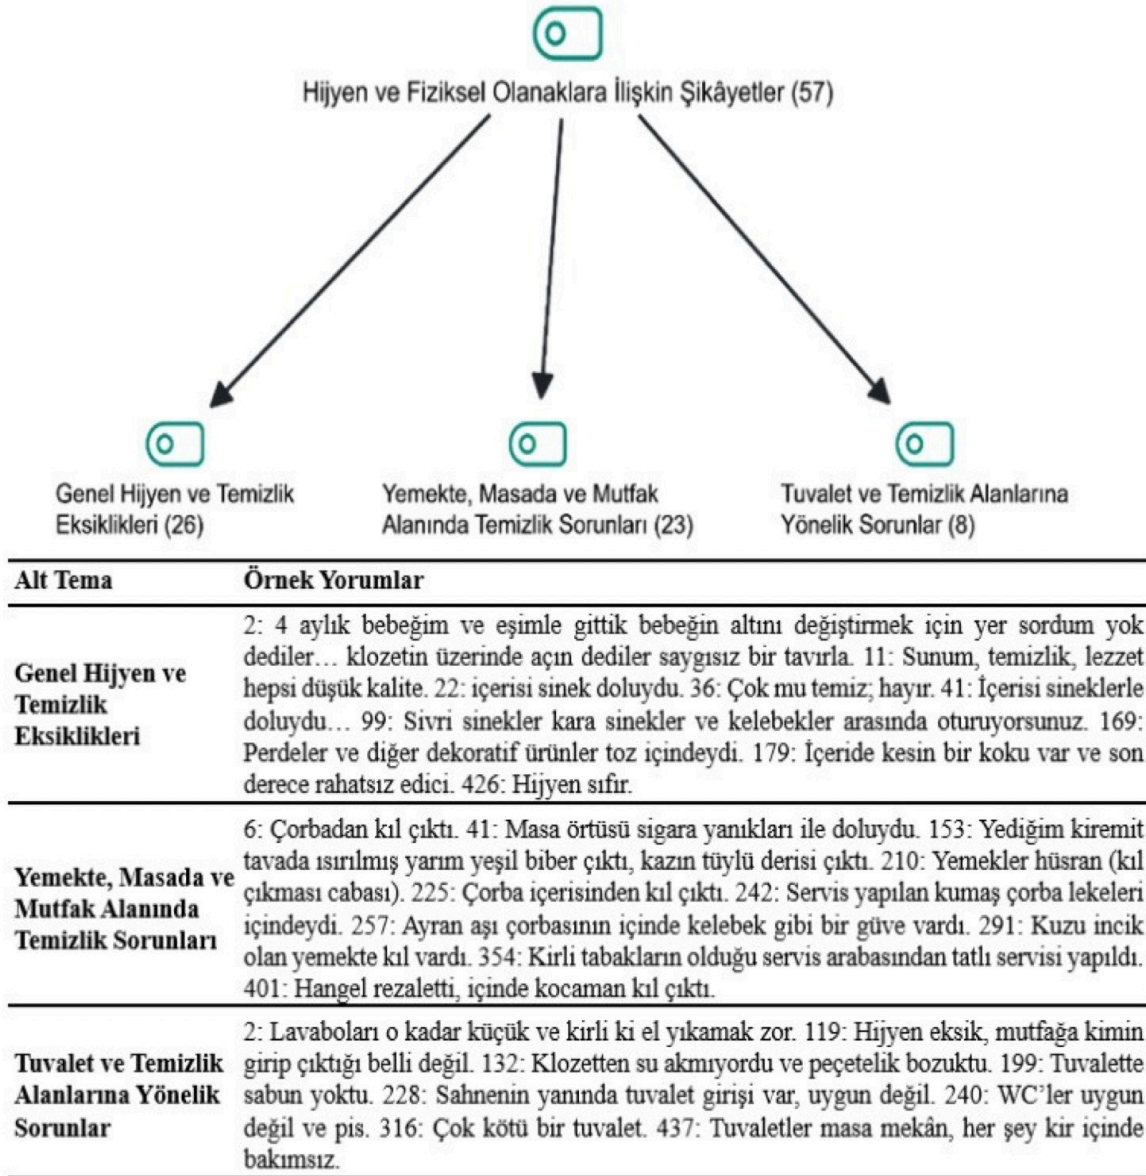 Hijyen ve Fiziksel Olanaklara İlişkin Şikâyetler (57)
Genel Hijyen ve Temizlik
Eksiklikleri (26)
Yemekte, Masada ve Mutfak
Alanında Temizlik Sorunları (23)
Tuvalet ve Temizlik Alanlarına
Yönelik Sorunlar (8)
Alt Tema
Örnek Yorumlar
Genel Hijyen ve
Temizlik
Eksiklikleri
2: 4 aylık bebeğim ve eşimle gittik bebeğin altını değiştirmek için yer sordum yok
dediler… klozetin üzerinde açın dediler saygısız bir tavırla. 11: Sunum, temizlik, lezzet
hepsi düşük kalite. 22: içerisi sinek doluydu. 36: Çok mu temiz; hayır. 41: İçerisi sineklerle
doluydu… 99: Sivri sinekler kara sinekler ve kelebekler arasında oturuyorsunuz. 169:
Perdeler ve diğer dekoratif ürünler toz içindeydi. 179: İçeride kesin bir koku var ve son
derece rahatsız edici. 426: Hijyen sıfır.
Yemekte, Masada ve
Mutfak Alanında
Temizlik Sorunları
6: Çorbadan kıl çıktı. 41: Masa örtüsü sigara yanıkları ile doluydu. 153: Yediğim kiremit
tavada ısırılmış yarım yeşil biber çıktı, kazın tüylü derisi çıktı. 210: Yemekler hüsran (kıl
çıkması cabası). 225: Çorba içerisinden kıl çıktı. 242: Servis yapılan kumaş çorba lekeleri
içindeydi. 257: Ayran aşı çorbasının içinde kelebek gibi bir güve vardı. 291: Kuzu incik
olan yemekte kıl vardı. 354: Kirli tabakların olduğu servis arabasından tatlı servisi yapıldı.
401: Hangel rezaletti, içinde kocaman kıl çıktı.
Tuvalet ve Temizlik
Alanlarına Yönelik
Sorunlar
2: Lavaboları o kadar küçük ve kirli ki el yıkamak zor. 119: Hijyen eksik, mutfağa kimin
girip çıktığı belli değil. 132: Klozetten su akmıyordu ve peçetelik bozuktu. 199: Tuvalette
sabun yoktu. 228: Sahnenin yanında tuvalet girişi var, uygun değil. 240: WC’ler uygun
değil ve pis. 316: Çok kötü bir tuvalet. 437: Tuvaletler masa mekân, her şey kir içinde
bakımsız.